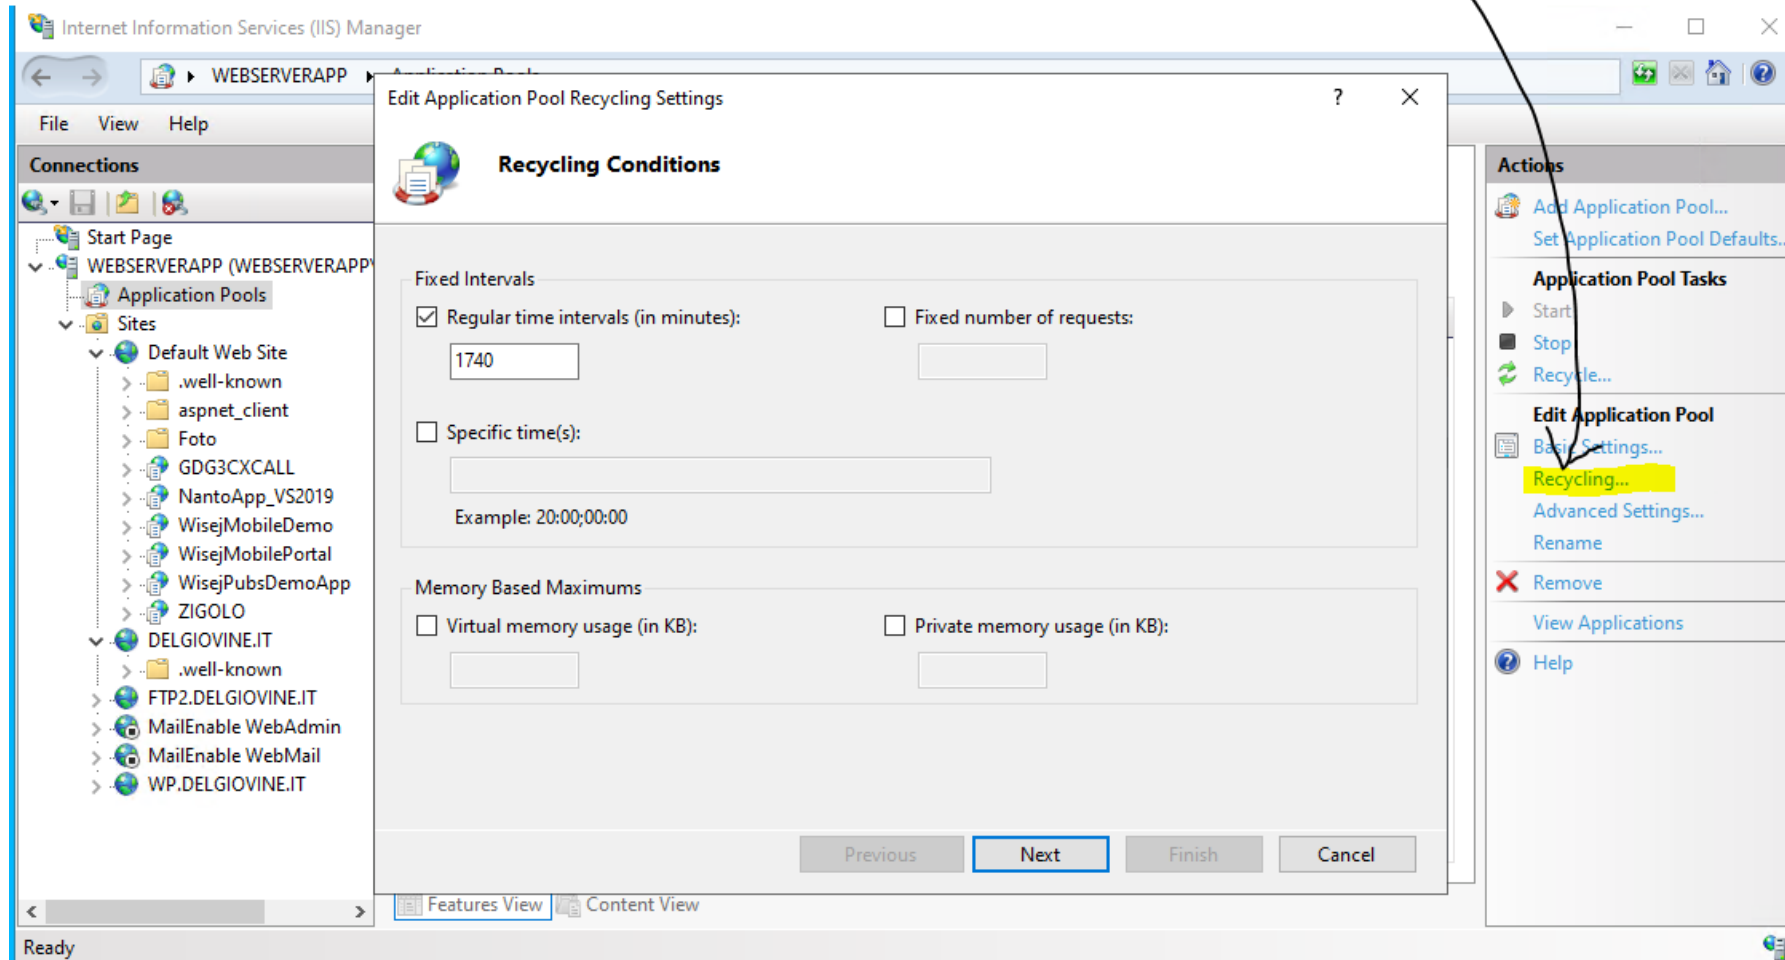 Internet Information Services (IIS) Manager
WEBSERVERAPP
Application Pools
File View Help
Connections
Start Page
WEBSERVERAPP (WEBSERVERAPP\
Application Pools
Sites
Default Web Site
.well-known
aspnet_client
Foto
GDG3CXCALL
NantoApp_VS2019
WisejMobileDemo
WisejMobilePortal
WisejPubsDemoApp
ZIGOLO
DELGIOVINE.IT
.well-known
FTP2.DELGIOVINE.IT
MailEnable WebAdmin
MailEnable WebMail
WP.DELGIOVINE.IT
Edit Application Pool Recycling Settings
?
Recycling Conditions
Fixed Intervals
Regular time intervals (in minutes):
1740
Fixed number of requests:
Specific time(s):
Example: 20:00;00:00
Memory Based Maximums
Virtual memory usage (in KB):
Private memory usage (in KB):
Previous
Next
Finish
Cancel
Features View
Content View
Actions
Add Application Pool...
Set Application Pool Defaults..
Application Pool Tasks
Start
Stop
Recycle...
Edit Application Pool
Basic Settings...
Recycling...
Advanced Settings...
Rename
Remove
View Applications
Help
Ready